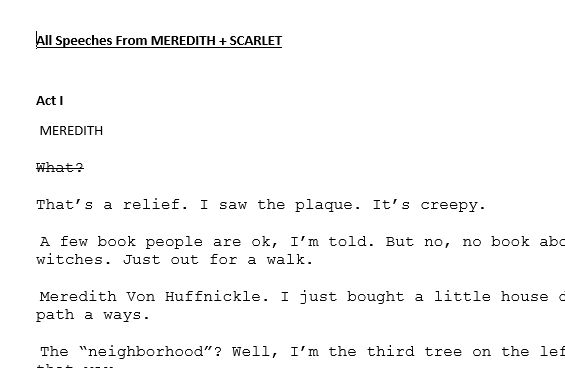 All Speeches From MEREDITH + SCARLET
Act I
MEREDITH
What?
That’s a relief. I saw the plaque. It’s creepy.
A few book people are ok, I’m told. But no, no book
witches. Just out for a walk.
Meredith Von Huffnickle. I just bought a little house
path a ways.
The “neighborhood”? Well, I’m the third tree on the